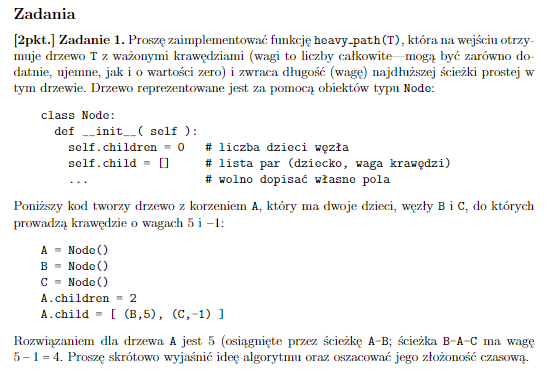 Zadania
[2pkt.] Zadanie 1. Proszę zaimplementować funkcję heavy_path(T), która na wejściu otrzy-
muje drzewo T z ważonymi krawędziami (wagi to liczby całkowite—mogą być zarówno do-
datnie, ujemne, jak i o wartości zero) i zwraca długość (wagę) najdłuższej ścieżki prostej w
tym drzewie. Drzewo reprezentowane jest za pomocą obiektów typu Node:
class Node:
  def __init__( self ):
    self.children = 0   # liczba dzieci węzła
    self.child = []     # lista par (dziecko, waga krawędzi)
    ...                 # wolno dopisać własne pola
Poniższy kod tworzy drzewo z korzeniem A, który ma dwoje dzieci, węzły B i C, do których
prowadzą krawędzie o wagach 5 i −1:
A = Node()
B = Node()
C = Node()
A.children = 2
A.child = [ (B,5), (C,-1) ]
Rozwiązaniem dla drzewa A jest 5 (osiągnięte przez ścieżkę A-B; ścieżka B-A-C ma wagę
5 − 1 = 4. Proszę skrótowo wyjaśnić ideę algorytmu oraz oszacować jego złożoność czasową.